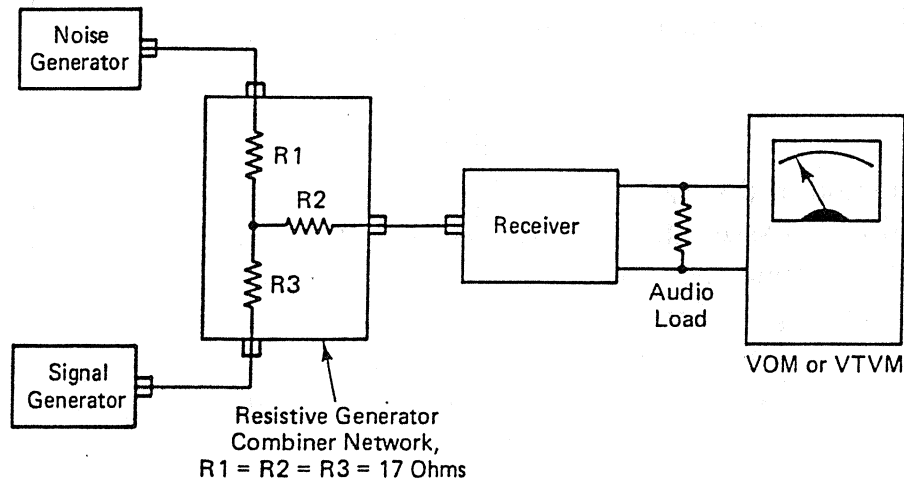 Noise
Generator
R1
R2
R3
Receiver
Audio
Load
VOM or VTVM
Signal
Generator
Resistive Generator
Combiner Network,
R1 = R2 = R3 = 17 Ohms